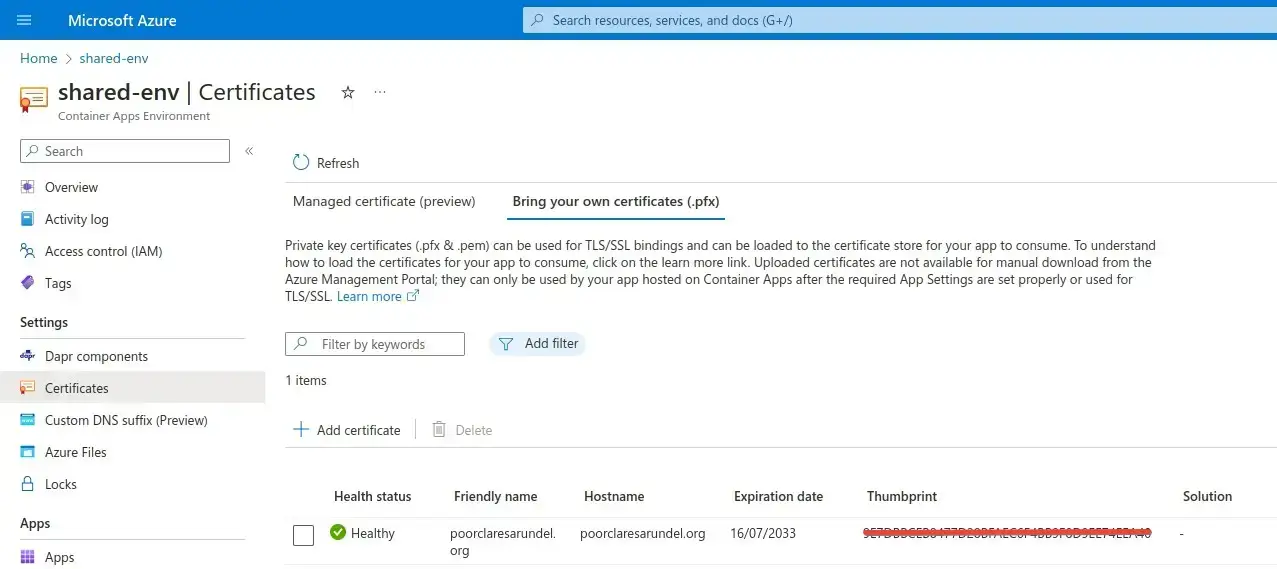 Microsoft Azure
Search resources, services, and docs (G+/)
Home > shared-env
shared-env | Certificates
Container Apps Environment
Search
Refresh
Overview
Activity log
Access control (IAM)
Tags
Settings
Dapr components
Certificates
Custom DNS suffix (Preview)
Azure Files
Locks
Apps
Apps
Managed certificate (preview)
Bring your own certificates (.pfx)
Private key certificates (.pfx & .pem) can be used for TLS/SSL bindings and can be loaded to the certificate store for your app to consume. To understand
how to load the certificates for your app to consume, click on the learn more link. Uploaded certificates are not available for manual download from the
Azure Management Portal; they can only be used by your app hosted on Container Apps after the required App Settings are set properly or used for
TLS/SSL. Learn more
Filter by keywords
Add filter
1 items
Add certificate
Delete
Health status Friendly name Hostname Expiration date Thumbprint Solution
Healthy poorclaresarundel. poorclaresarundel.org 16/07/2033 -
org